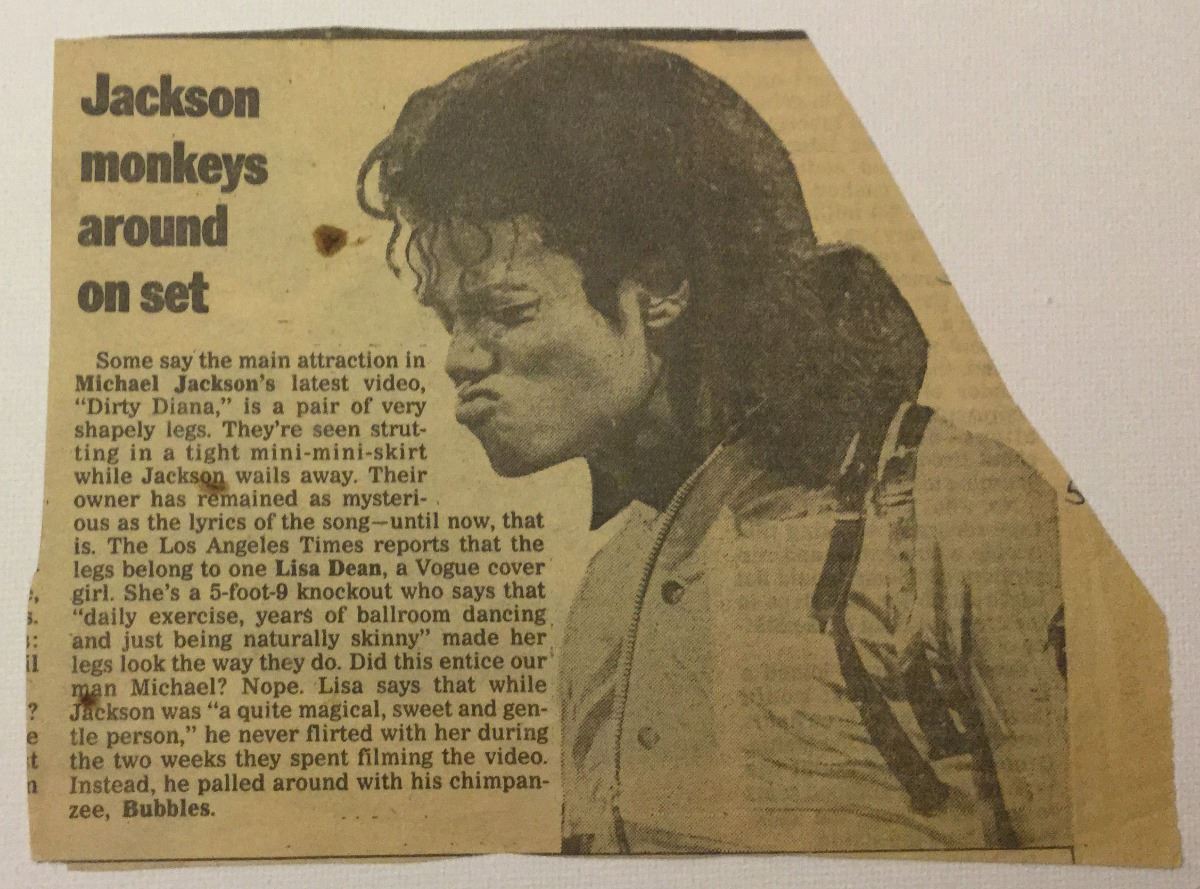 Jackson
monkeys
around
on set
Some say the main attraction in
Michael Jackson's latest video,
“Dirty Diana,” is a pair of very
shapely legs. They're seen strut-
ting in a tight mini-mini-skirt
while Jackson wails away. Their
owner has remained as mysteri-
ous as the lyrics of the song—until now, that
is. The Los Angeles Times reports that the
legs belong to one Lisa Dean, a Vogue cover
girl. She's a 5-foot-9 knockout who says that
“daily exercise, years of ballroom dancing
and just being naturally skinny” made her
legs look the way they do. Did this entice our
man Michael? Nope. Lisa says that while
Jackson was “a quite magical, sweet and gen-
tle person,” he never flirted with her during
the two weeks they spent filming the video.
Instead, he palled around with his chimpan-
zee, Bubbles.